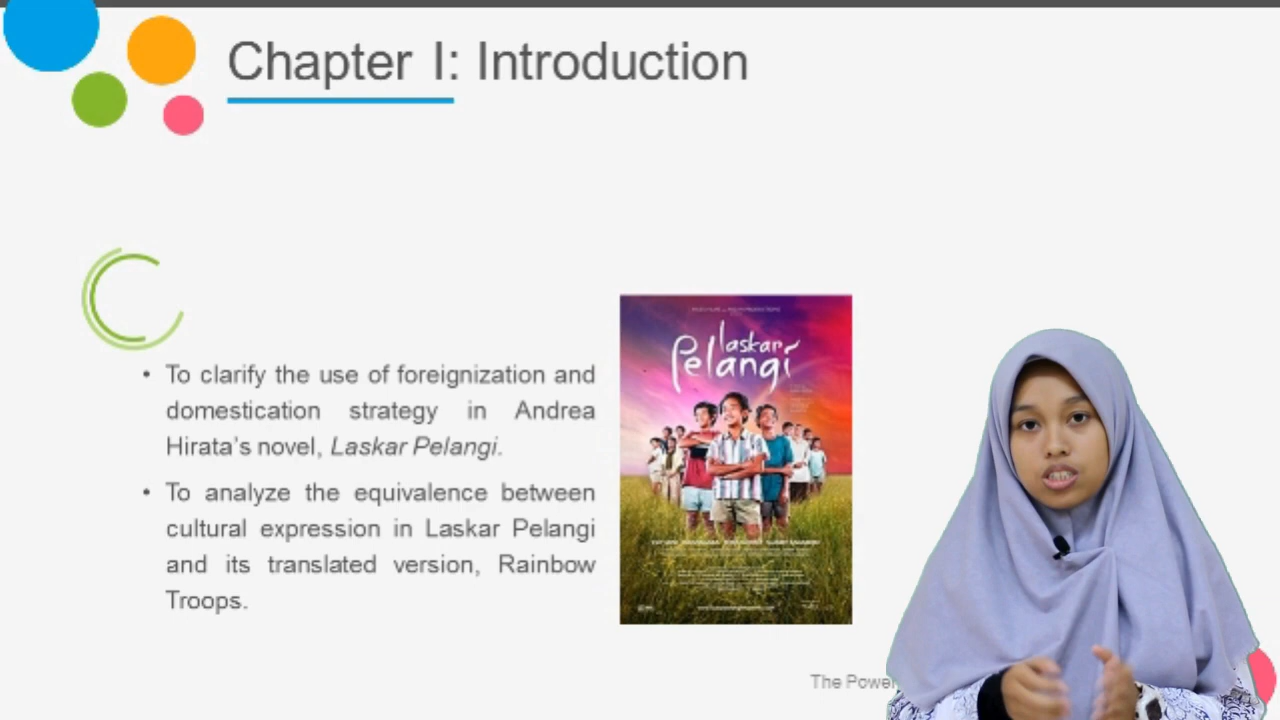 Chapter I: Introduction
• To clarify the use of foreignization and
domestication strategy in Andrea
Hirata's novel, Laskar Pelangi.
• To analyze the equivalence between
cultural expression in Laskar Pelangi
and its translated version, Rainbow
Troops.
laskar
Pelangi
The Power